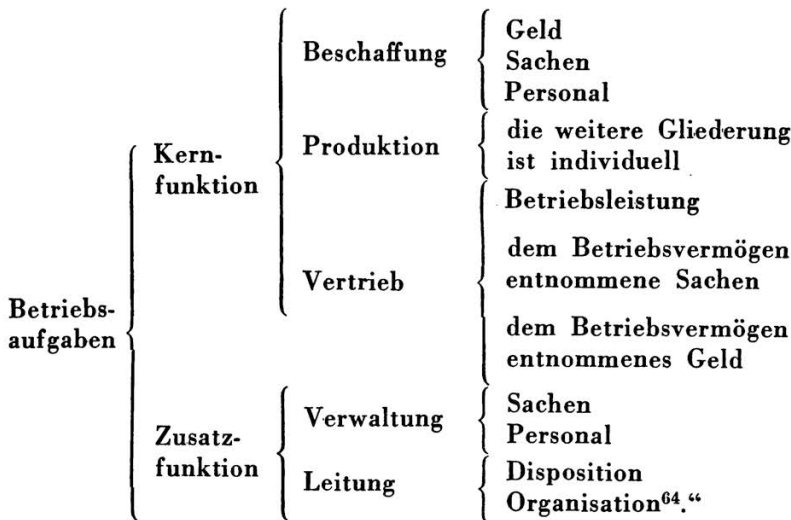 Betriebs-
aufgaben
Kern-
funktion
Beschaffung
Geld
Sachen
Personal
Produktion
die weitere Gliederung
ist individuell
Vertrieb
Betriebsleistung
dem Betriebsvermögen
entnommene Sachen
dem Betriebsvermögen
entnommenes Geld
Zusatz-
funktion
Verwaltung
Sachen
Personal
Leitung
Disposition
Organisation⁶⁴.“